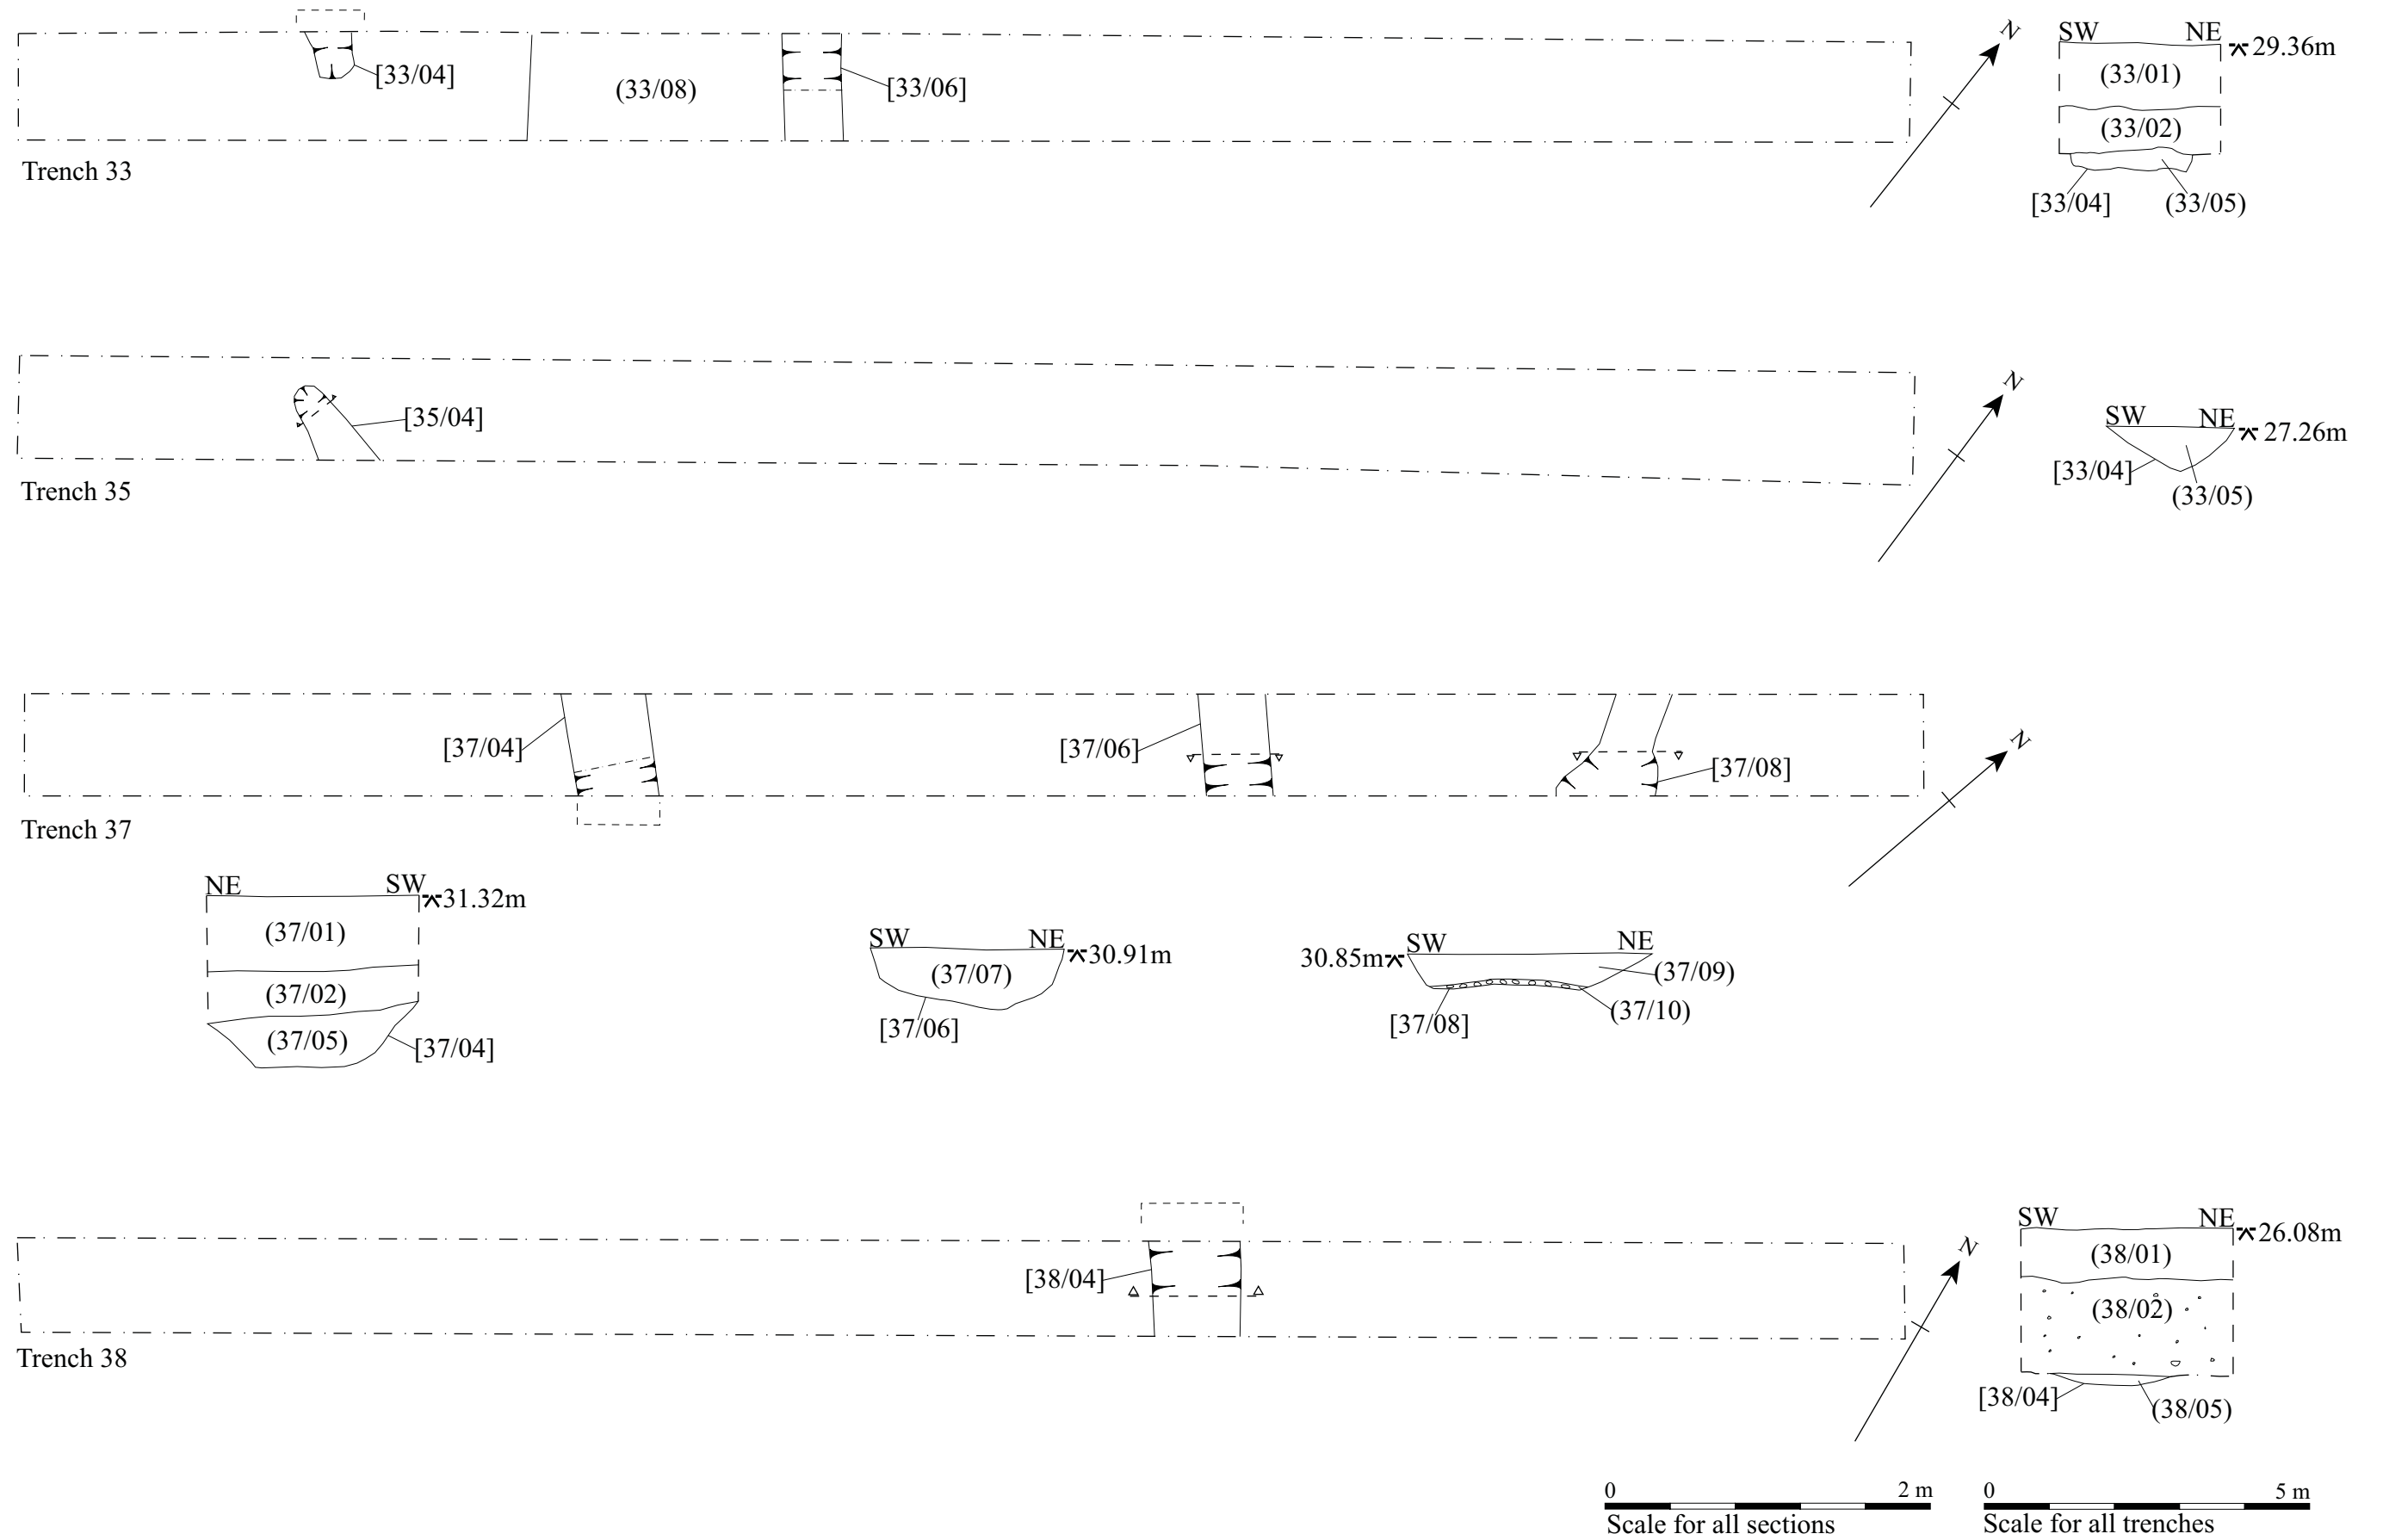 N
SW NE
29.36m
(33/01)
[33/04]
(33/08)
[33/06]
(33/02)
Trench 33
[33/04] (33/05)
N
[35/04]
SW NE
27.26m
[33/04]
(33/05)
Trench 35
N
[37/04]
[37/06]
[37/08]
Trench 37
NE SW
31.32m
(37/01)
(37/02)
(37/05)
[37/04]
SW NE
30.91m
(37/07)
[37/06]
30.85m
SW NE
(37/09)
[37/08]
(37/10)
SW NE
26.08m
N
(38/01)
[38/04]
(38/02)
Trench 38
[38/04]
(38/05)
0 2 m
Scale for all sections
0 5 m
Scale for all trenches